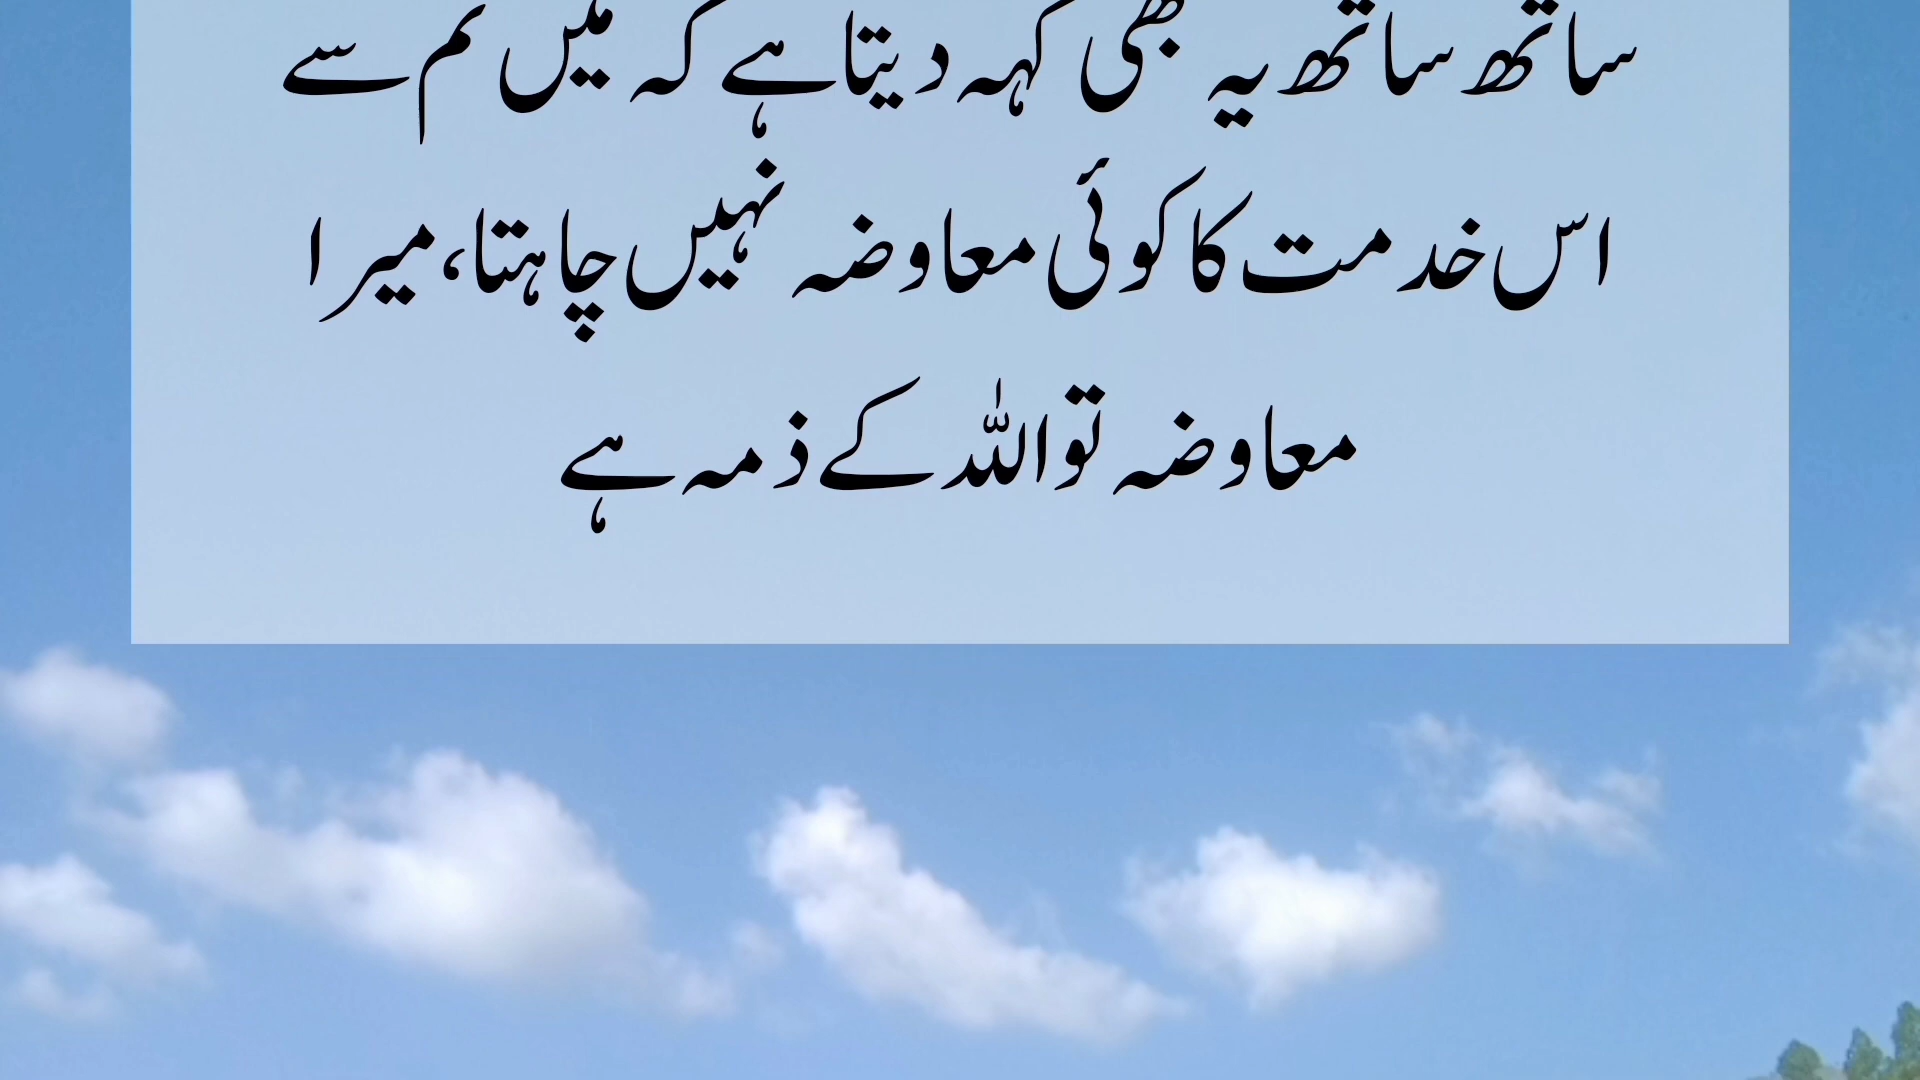 ساتھ ساتھ یہ بھی کہہ دیتا ہے کہ میں تم سے
اس خدمت کا کوئی معاوضہ نہیں چاہتا، میرا
معاوضہ تو اللہ کے ذمہ ہے